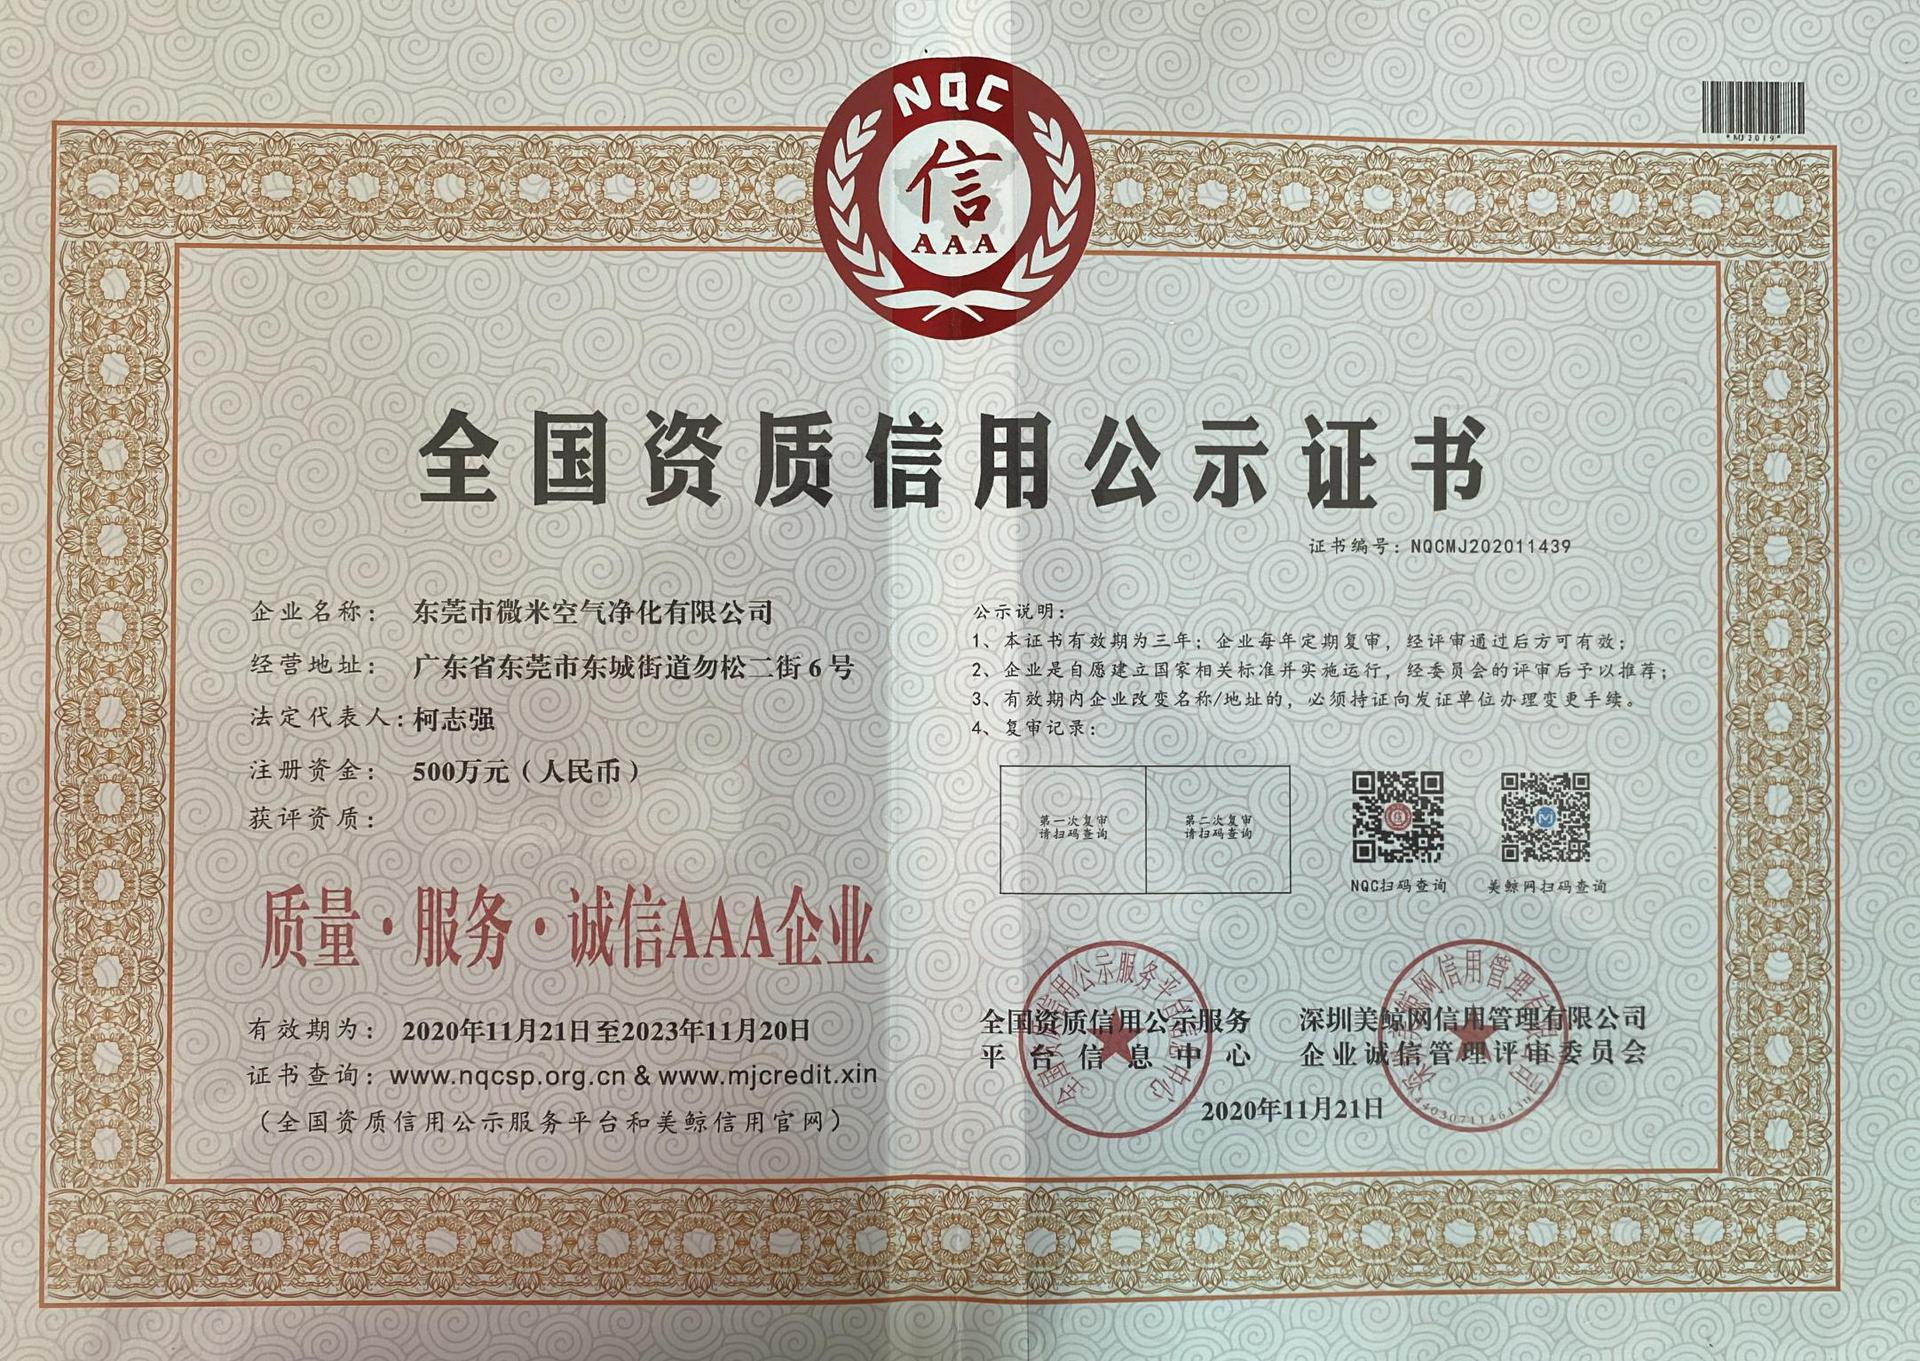 NQC
信
AAA
*MJ2019*
全国资质信用公示证书
证书编号：NQCMJ202011439
企业名称： 东莞市微米空气净化有限公司
经营地址： 广东省东莞市东城街道勿松二街6号
法定代表人：柯志强
注册资金： 500万元（人民币）
获评资质：
质量·服务·诚信AAA企业
有效期为： 2020年11月21日至2023年11月20日
证书查询：www.nqcsp.org.cn & www.mjcredit.xin
（全国资质信用公示服务平台和美鲸信用官网）
公示说明：
1、本证书有效期为三年；企业每年定期复审，经评审通过后方可有效；
2、企业是自愿建立国家相关标准并实施运行，经委员会的评审后予以推荐；
3、有效期内企业改变名称/地址的，必须持证向发证单位办理变更手续。
4、复审记录：
第一次复审
请扫码查询
第二次复审
请扫码查询
NQC扫码查询
美鲸网扫码查询
全国资质信用公示服务
平台信息中心
深圳美鲸网信用管理有限公司
企业诚信管理评审委员会
2020年11月21日
全国资质信用公示服务平台信息中心